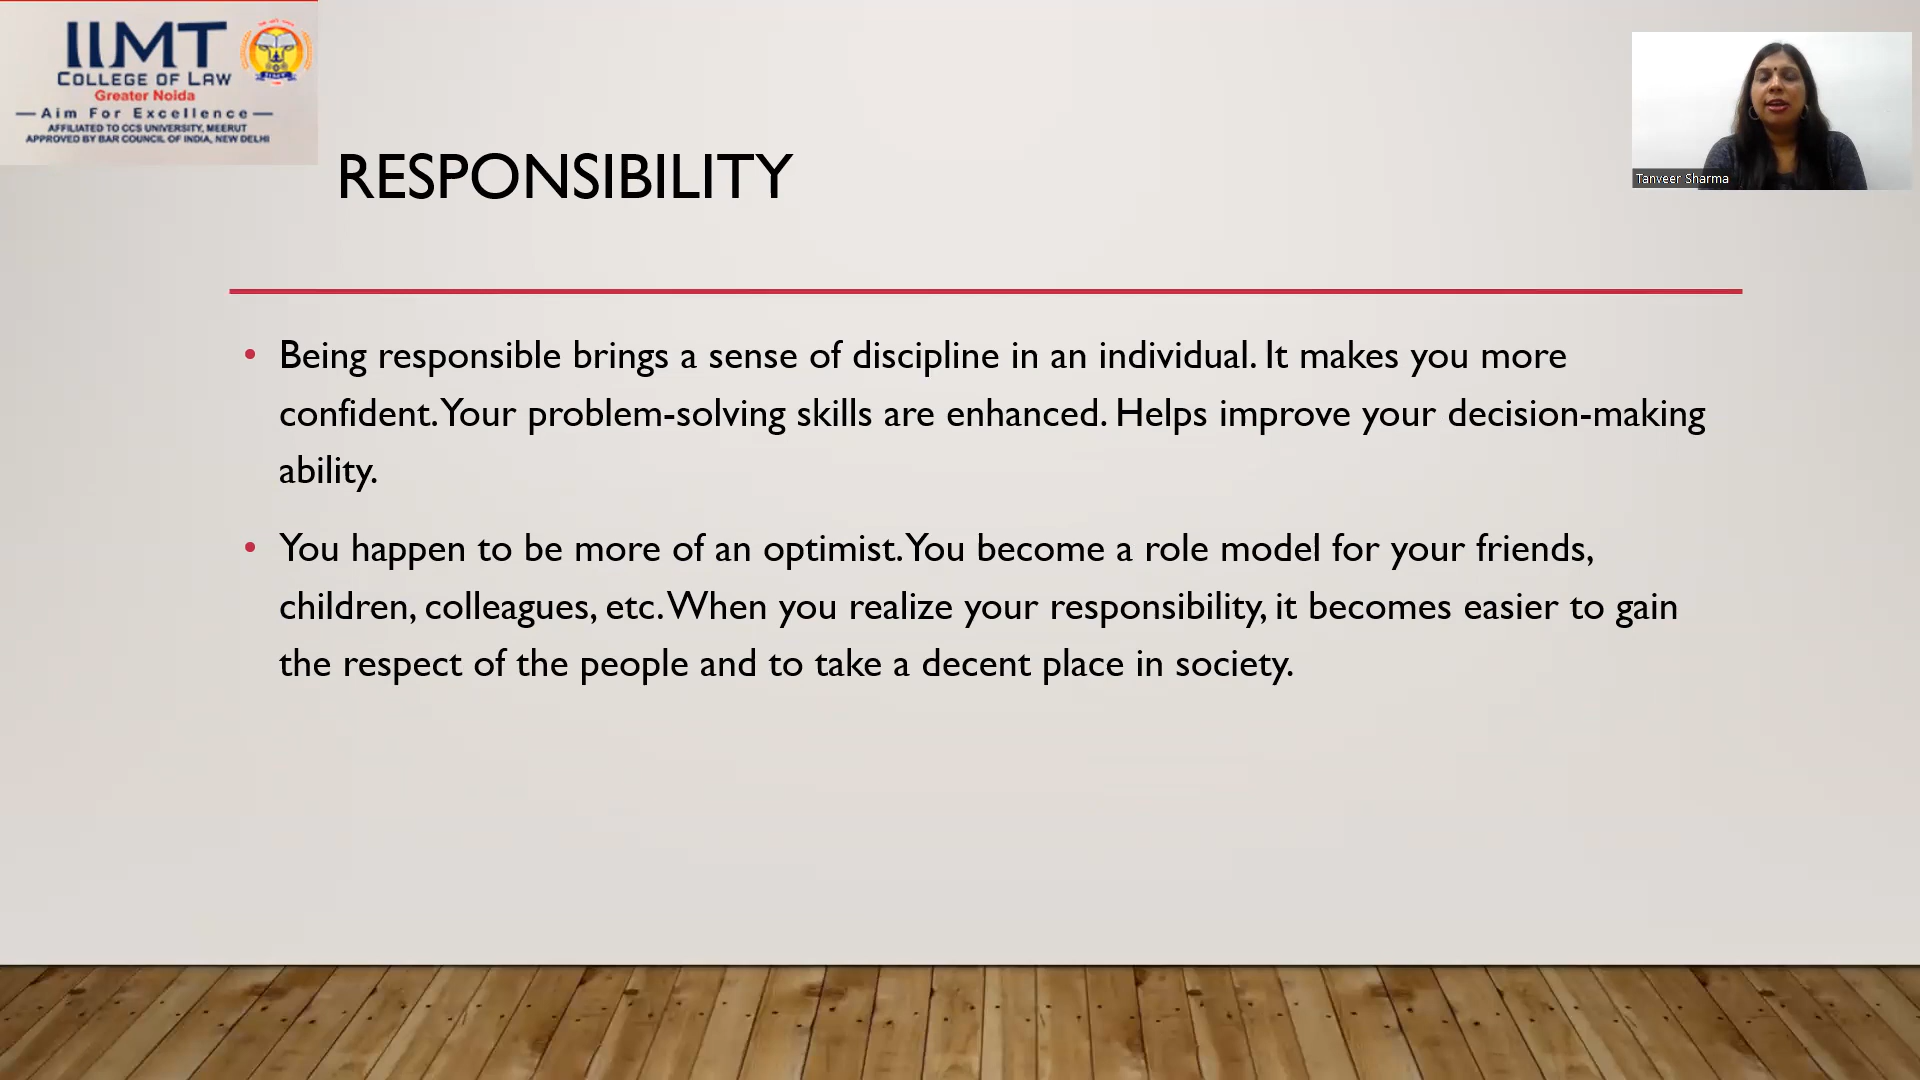 IIMT
COLLEGE OF LAW
Greater Noida
Aim For Excellence
AFFILIATED TO CCS UNIVERSITY, MEERUT
APPROVED BY BAR COUNCIL OF INDIA, NEW DELHI
Tanveer Sharma
RESPONSIBILITY
• Being responsible brings a sense of discipline in an individual. It makes you more
confident. Your problem-solving skills are enhanced. Helps improve your decision-making
ability.
• You happen to be more of an optimist. You become a role model for your friends,
children, colleagues, etc. When you realize your responsibility, it becomes easier to gain
the respect of the people and to take a decent place in society.